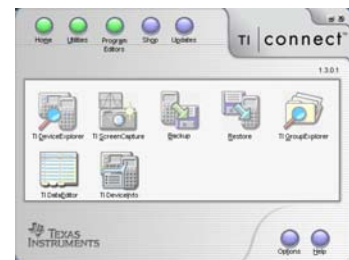 Home Utilities Program Editors Shop Updates
TI connect™
1.3.0.1
TI DeviceExplorer TI ScreenCapture Backup Restore TI GroupExplorer
TI DataEditor TI DeviceInfo
TEXAS
INSTRUMENTS
Options Help